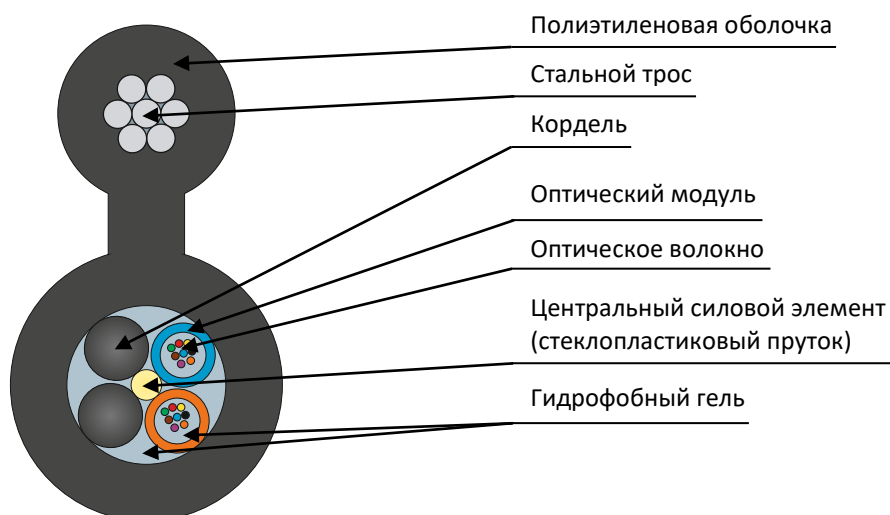 Полиэтиленовая оболочка
Стальной трос
Кордель
Оптический модуль
Оптическое волокно
Центральный силовой элемент
(стеклопластиковый пруток)
Гидрофобный гель